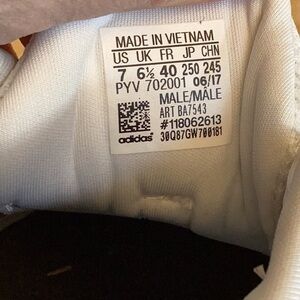 MADE IN VIETNAM
US UK FR JP CHN
7 6½ 40 250 245
PYV 702001 06/17
MALE/MÂLE
ART BA7543
#118062613
adidas 30Q87GW700181